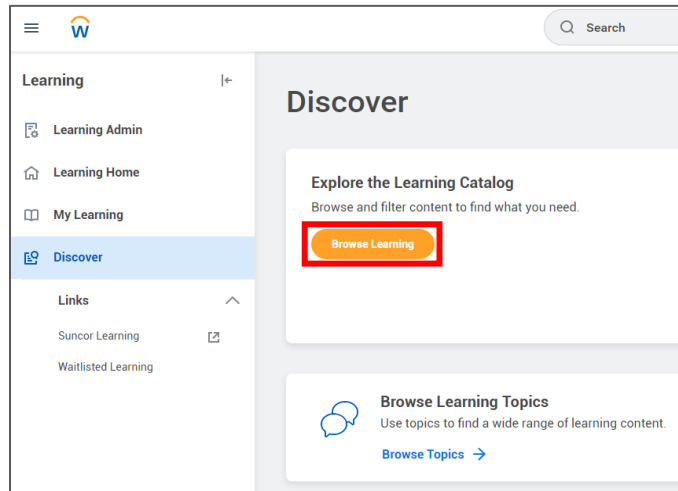 W
Search
Learning
Learning Admin
Learning Home
My Learning
Discover
Links
Suncor Learning
Waitlisted Learning
Discover
Explore the Learning Catalog
Browse and filter content to find what you need.
Browse Learning
Browse Learning Topics
Use topics to find a wide range of learning content.
Browse Topics